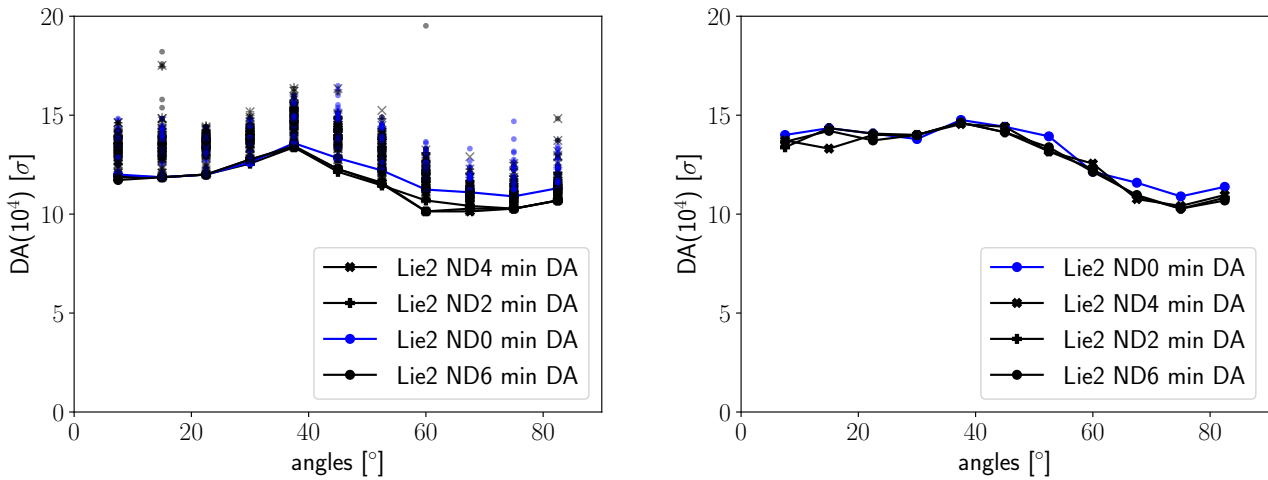 20
15
10
5
0
DA(10⁴) [σ]
Lie2 ND4 min DA
Lie2 ND2 min DA
Lie2 ND0 min DA
Lie2 ND6 min DA
0 20 40 60 80
angles [°]
20
15
10
5
0
DA(10⁴) [σ]
Lie2 ND0 min DA
Lie2 ND4 min DA
Lie2 ND2 min DA
Lie2 ND6 min DA
0 20 40 60 80
angles [°]